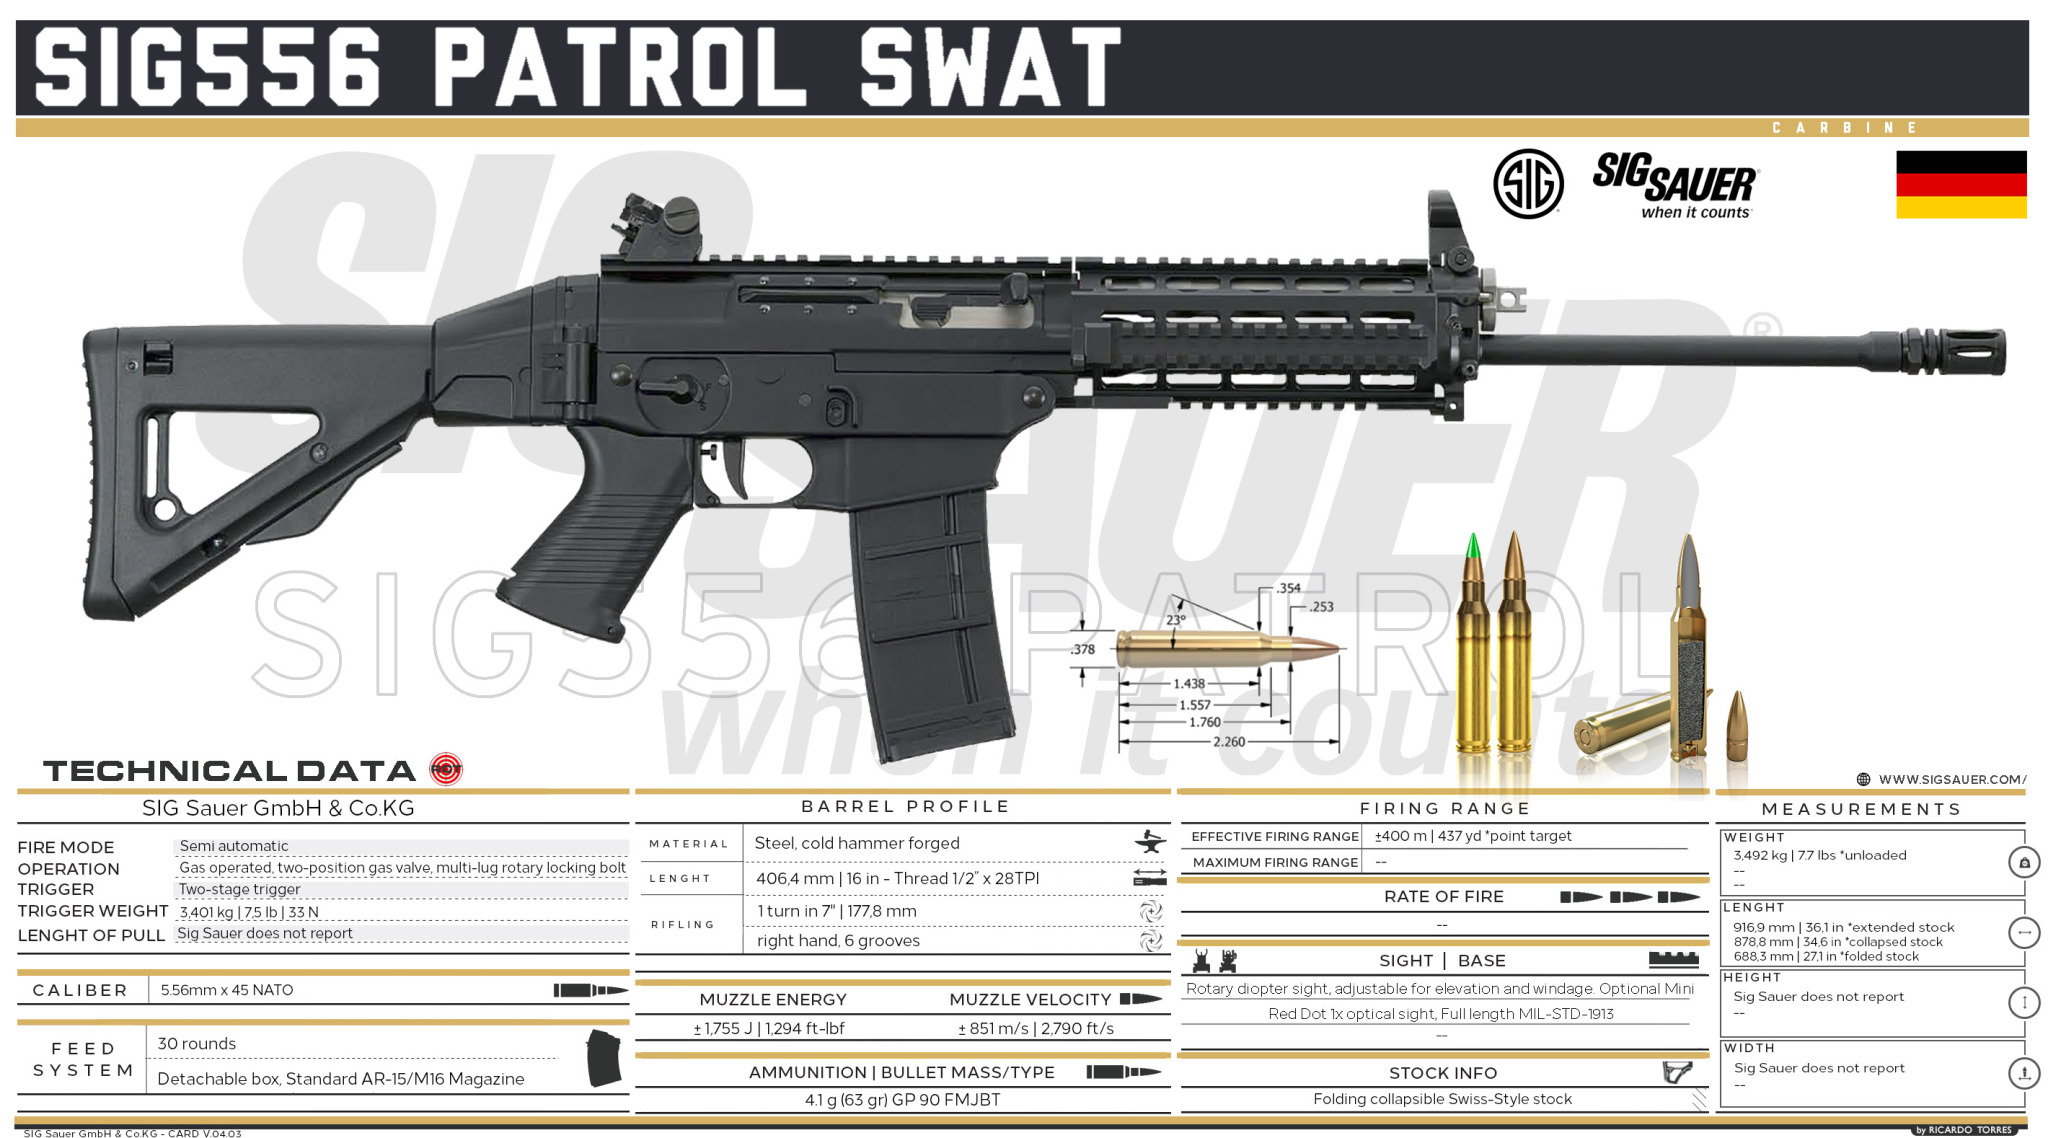 SIG556 PATROL SWAT
CARBINE
SIG
SIG SAUER
when it counts
SIG SAUER®
when it counts
SIG556 PATROL
F
S
.354
.253
23°
.378
1.438
1.557
1.760
2.260
TECHNICAL DATA
WWW.SIGSAUER.COM/
SIG Sauer GmbH & Co.KG
FIRE MODE Semi automatic
OPERATION Gas operated, two-position gas valve, multi-lug rotary locking bolt
TRIGGER Two-stage trigger
TRIGGER WEIGHT 3,401 kg | 7,5 lb | 33 N
LENGHT OF PULL Sig Sauer does not report
CALIBER 5.56mm x 45 NATO
FEED SYSTEM
30 rounds
Detachable box, Standard AR-15/M16 Magazine
BARREL PROFILE
MATERIAL Steel, cold hammer forged
LENGHT 406,4 mm | 16 in - Thread 1/2" x 28TPI
RIFLING
1 turn in 7" | 177,8 mm
right hand, 6 grooves
MUZZLE ENERGY MUZZLE VELOCITY
± 1,755 J | 1,294 ft-lbf ± 851 m/s | 2,790 ft/s
AMMUNITION | BULLET MASS/TYPE
4.1 g (63 gr) GP 90 FMJBT
FIRING RANGE
EFFECTIVE FIRING RANGE ±400 m | 437 yd *point target
MAXIMUM FIRING RANGE --
RATE OF FIRE
--
SIGHT | BASE
Rotary diopter sight, adjustable for elevation and windage. Optional Mini
Red Dot 1x optical sight, Full length MIL-STD-1913
--
STOCK INFO
Folding collapsible Swiss-Style stock
MEASUREMENTS
WEIGHT
3,492 kg | 7.7 lbs *unloaded
--
--
LENGHT
916,9 mm | 36,1 in *extended stock
878,8 mm | 34,6 in *collapsed stock
688,3 mm | 27,1 in *folded stock
HEIGHT
Sig Sauer does not report
--
WIDTH
Sig Sauer does not report
--
SIG Sauer GmbH & Co.KG - CARD V.04.03
by RICARDO TORRES